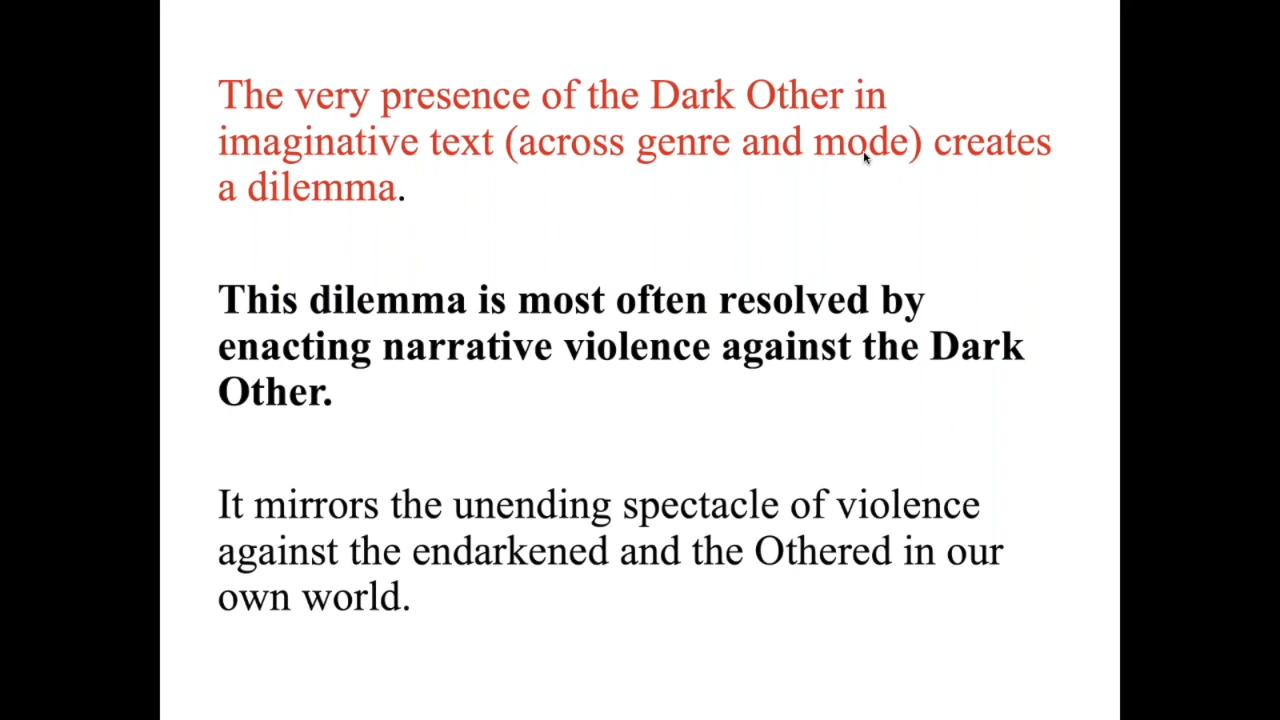 The very presence of the Dark Other in
imaginative text (across genre and mode) creates
a dilemma.
This dilemma is most often resolved by
enacting narrative violence against the Dark
Other.
It mirrors the unending spectacle of violence
against the endarkened and the Othered in our
own world.